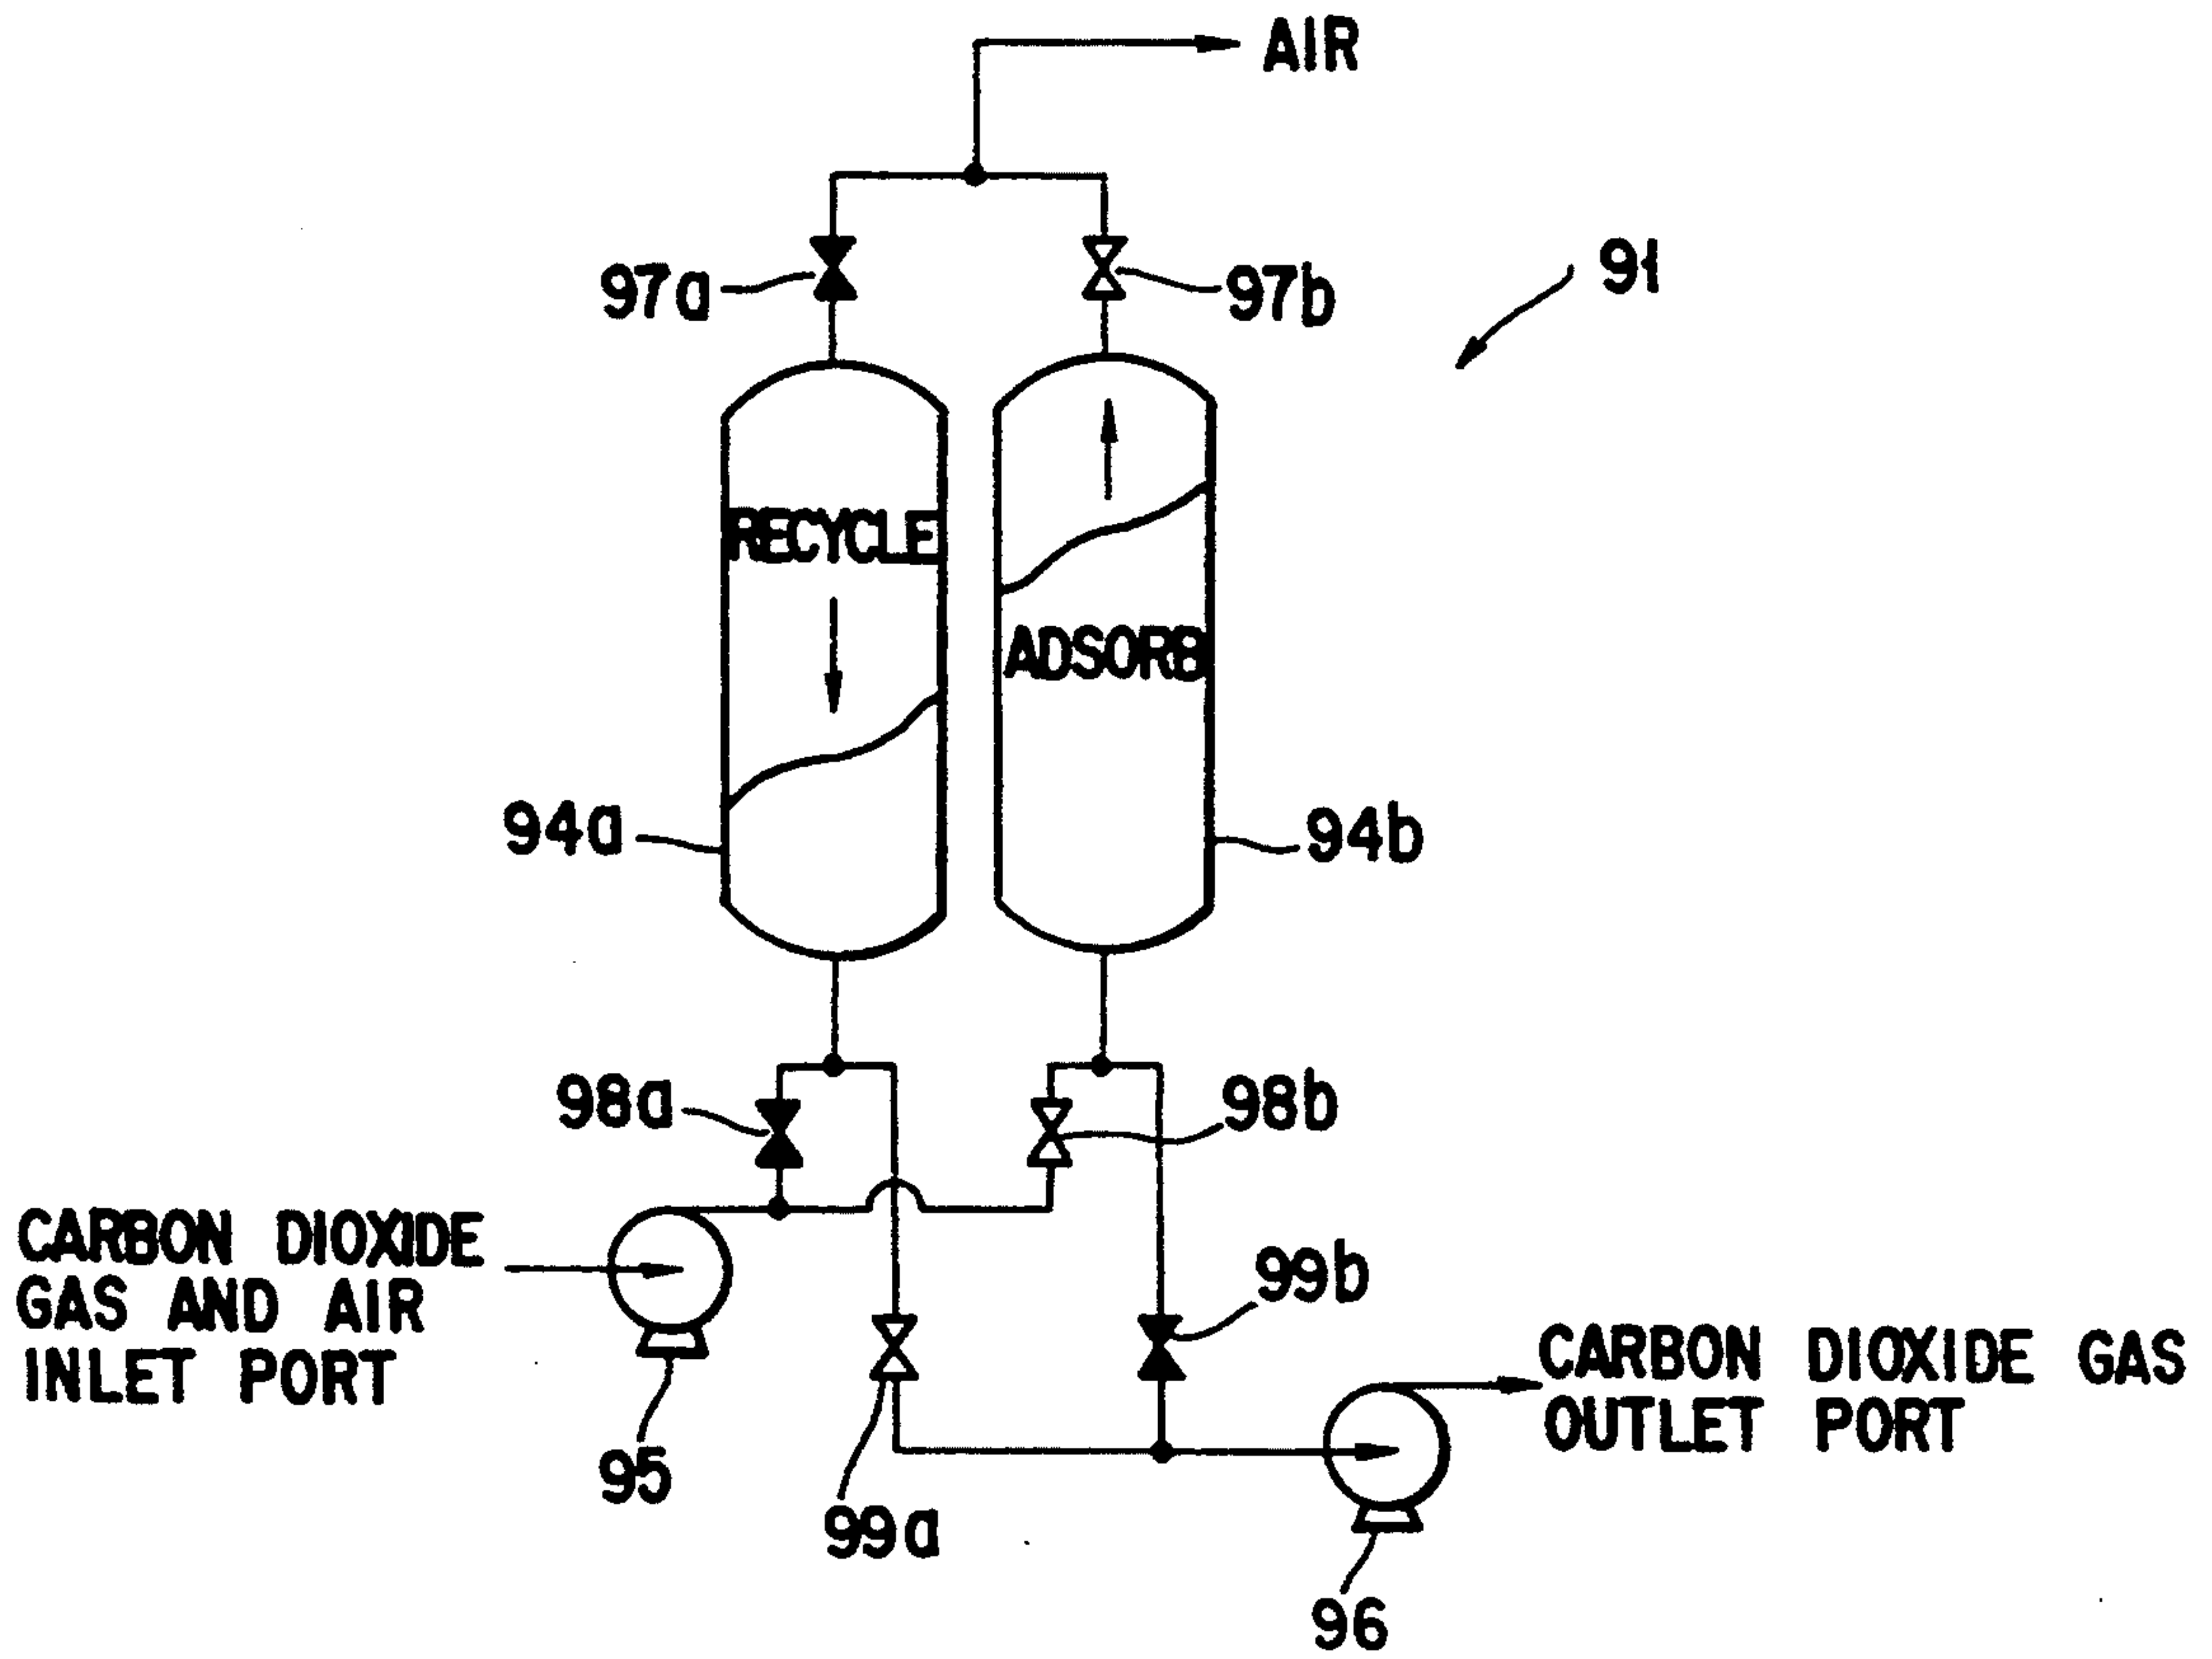 AIR
97a
97b
91
RECYCLE
ADSORB
94a
94b
98a
98b
CARBON DIOXIDE
GAS AND AIR
INLET PORT
99b
CARBON DIOXIDE GAS
OUTLET PORT
95
99a
96